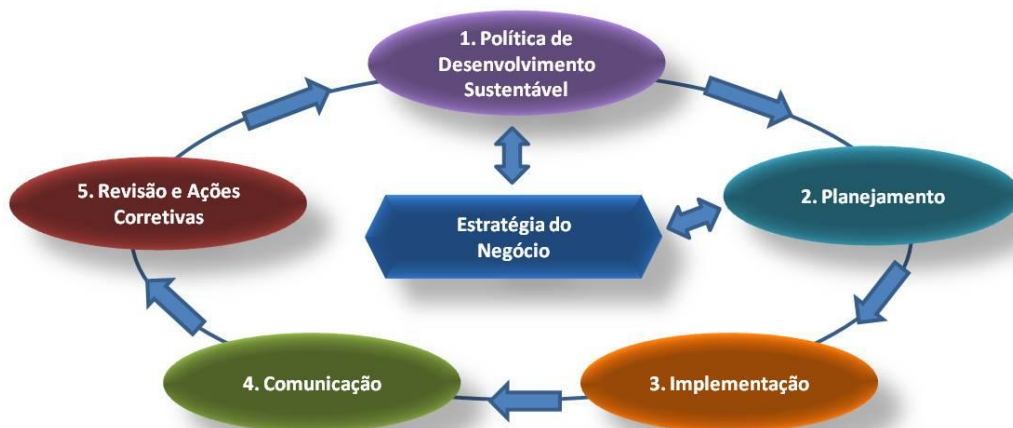 1. Política de
Desenvolvimento
Sustentável
2. Planejamento
3. Implementação
4. Comunicação
5. Revisão e Ações
Corretivas
Estratégia do
Negócio